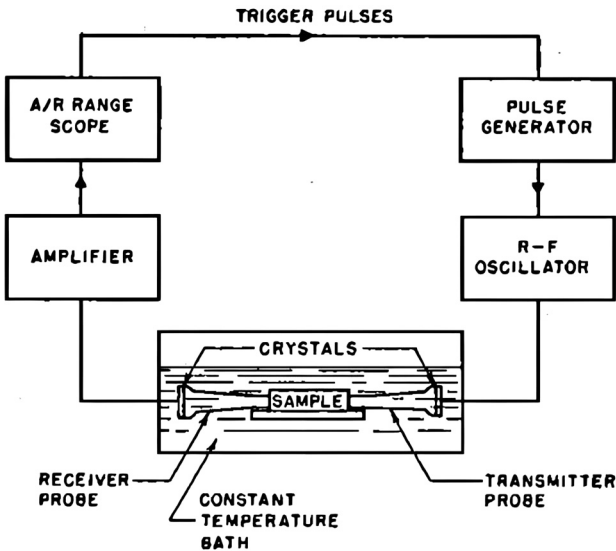 TRIGGER PULSES
A/R RANGE
SCOPE
PULSE
GENERATOR
AMPLIFIER
R-F
OSCILLATOR
CRYSTALS
SAMPLE
RECEIVER
PROBE
TRANSMITTER
PROBE
CONSTANT
TEMPERATURE
BATH